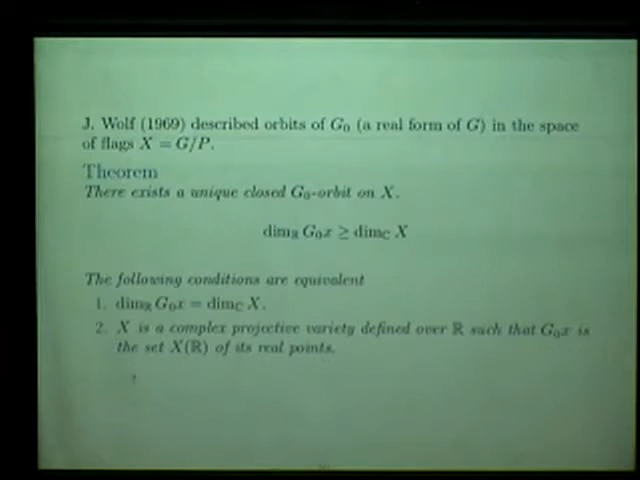 J. Wolf (1969) described orbits of G₀ (a real form of G) in the space
of flags X = G/P.
Theorem
There exists a unique closed G₀-orbit on X.
dim_ℝ G₀x ≥ dim_ℂ X
The following conditions are equivalent
1. dim_ℝ G₀x = dim_ℂ X.
2. X is a complex projective variety defined over ℝ such that G₀x is
the set X(ℝ) of its real points.